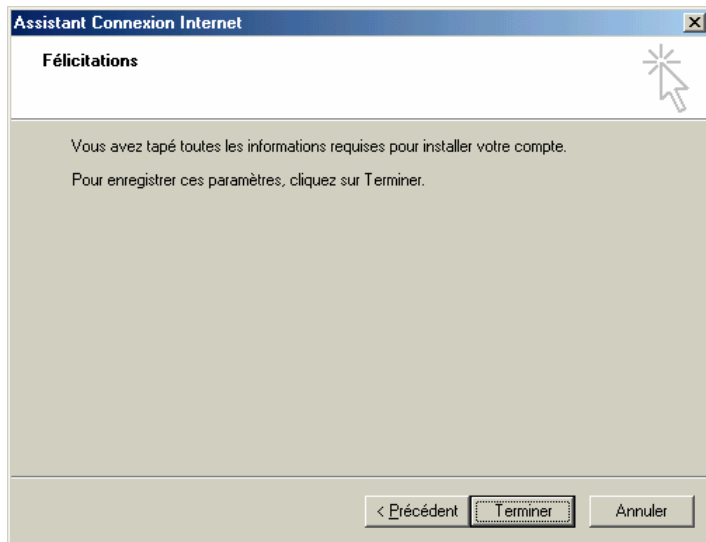 Assistant Connexion Internet
Félicitations
Vous avez tapé toutes les informations requises pour installer votre compte.
Pour enregistrer ces paramètres, cliquez sur Terminer.
< Précédent
Terminer
Annuler